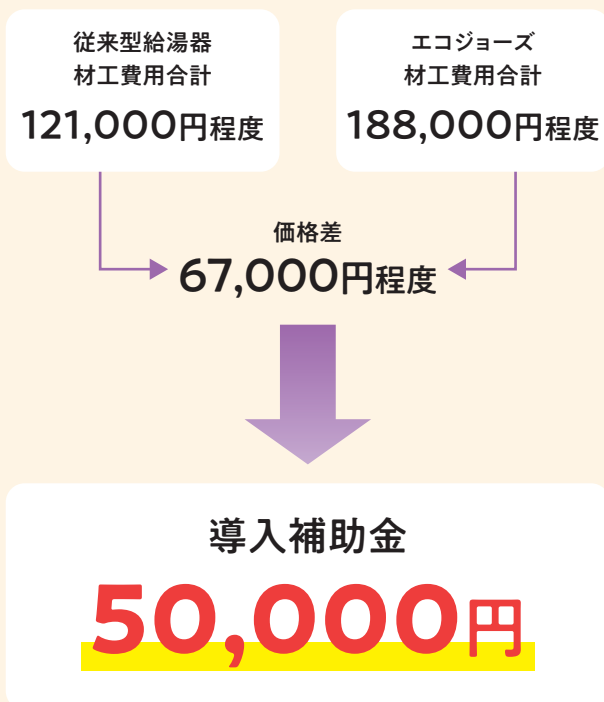 従来型給湯器
材工費用合計
121,000円程度
エコジョーズ
材工費用合計
188,000円程度
価格差
67,000円程度
導入補助金
50,000円